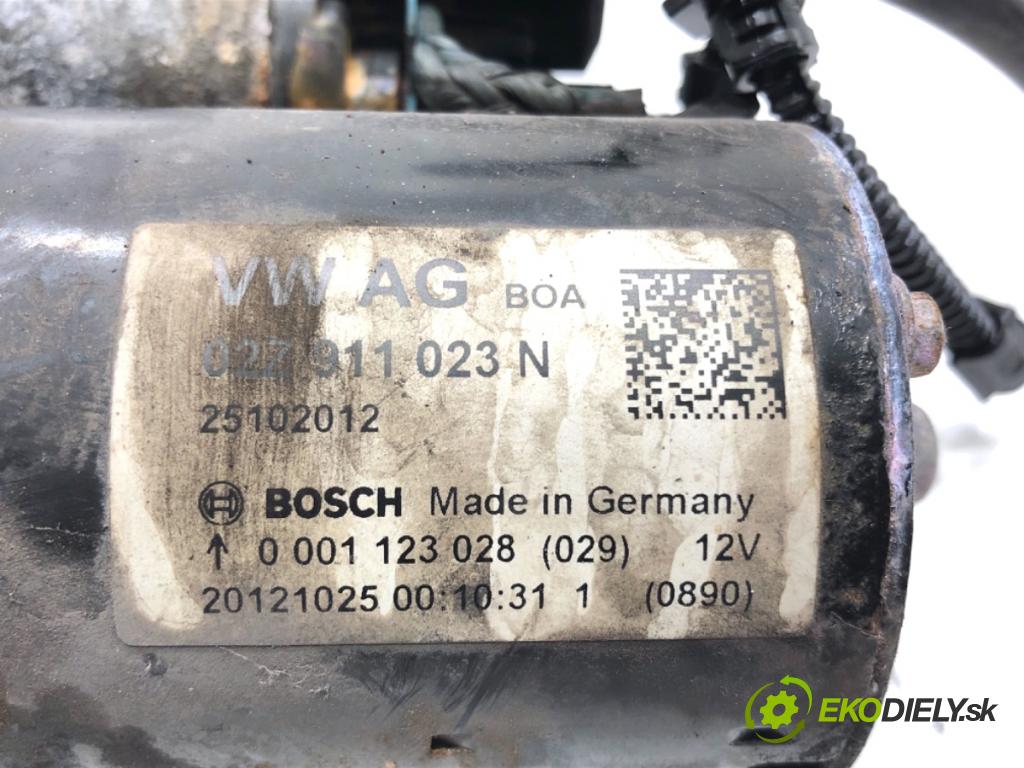 VW AG BOA
02Z 911 023 N
25102012
BOSCH Made in Germany
↑ 0 001 123 028 (029) 12V
20121025 00:10:31 1 (0890)
EKODIELY.sk